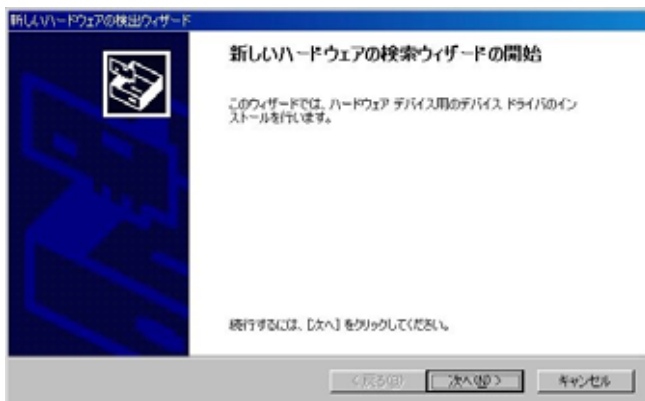 新しいハードウェアの検出ウィザード
新しいハードウェアの検索ウィザードの開始
このウィザードでは、ハードウェア デバイス用のデバイス ドライバのイン
ストールを行います。
続行するには、[次へ] をクリックしてください。
< 戻る(B)
次へ(N) >
キャンセル